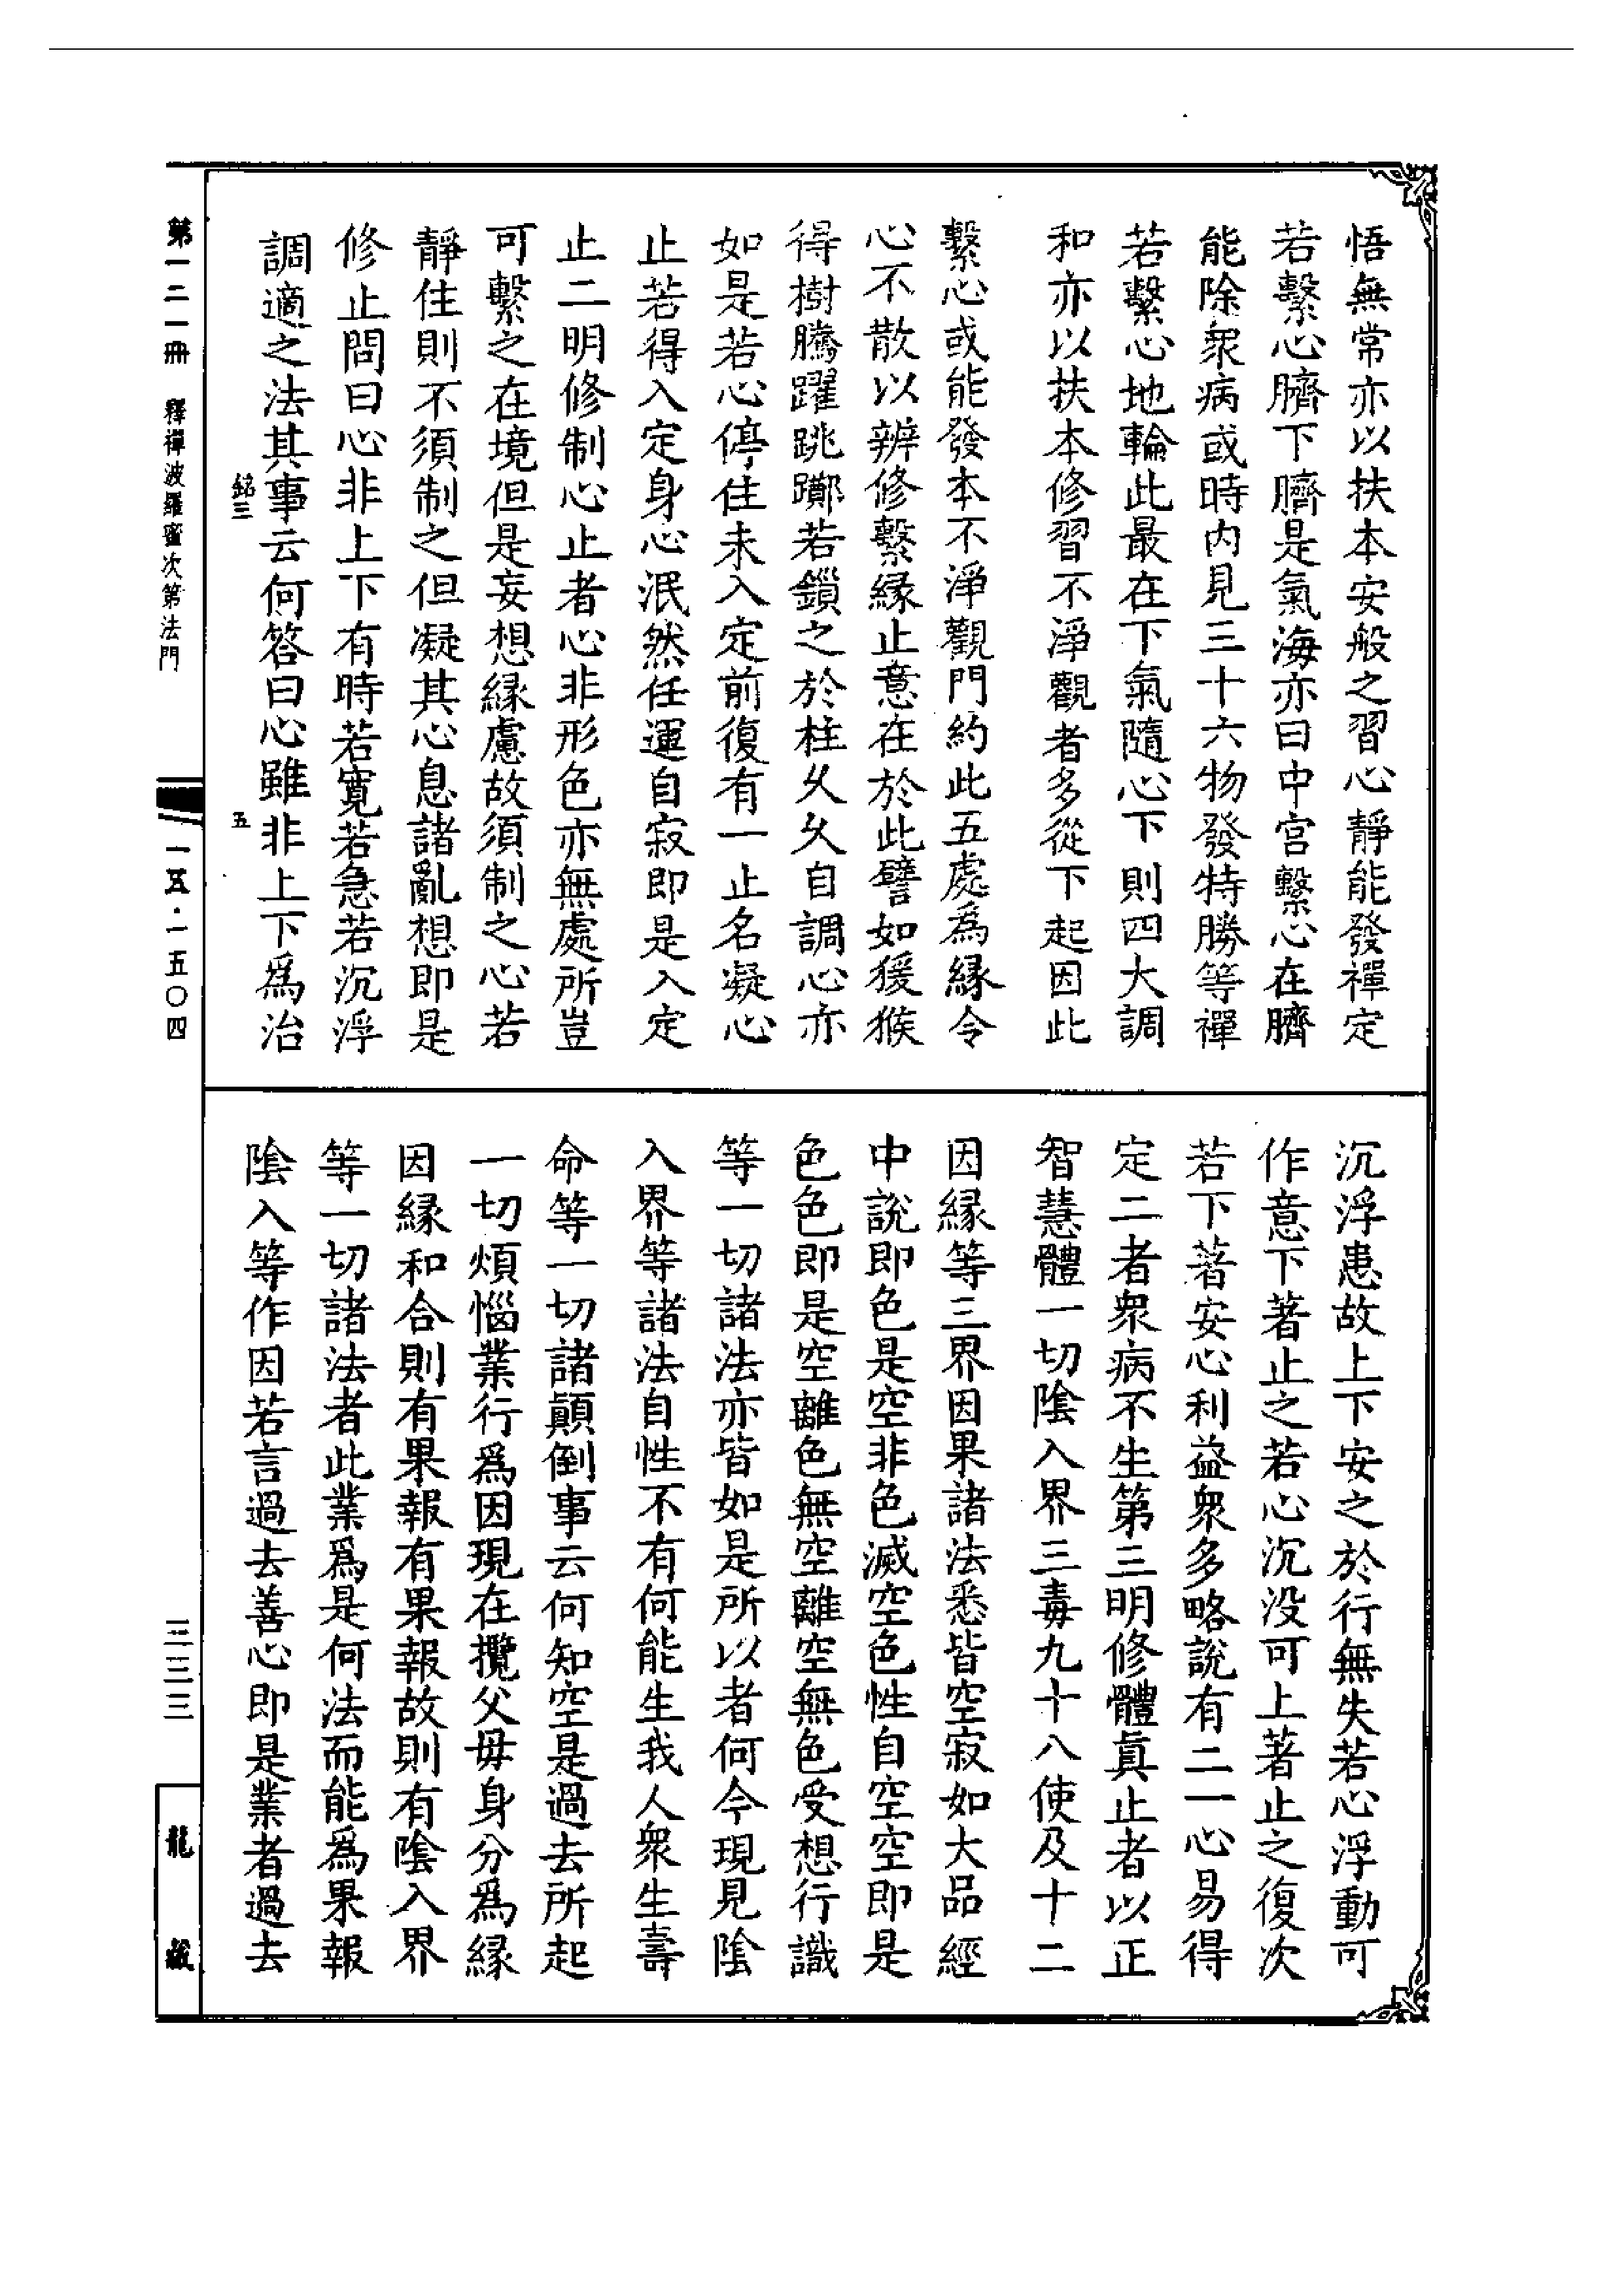 悟無常亦以扶本安般之習心靜能發禪定
若繫心臍下臍是氣海亦曰中宮繫心在臍
能除衆病或時内見三十六物發特勝等禪
若繫心地輪此最在下氣隨心下則四大調
和亦以扶本修習不淨觀者多從下起因此
繫心或能發本不淨觀門約此五處為緣令
心不散以辨修繫緣止意在於此譬如猨猴
得樹騰躍跳躑若鎖之於柱乆乆自調心亦
如是若心停住未入定前復有一止名凝心
止若得入定身心泯然任運自寂即是入定
止二明修制心止者心非形色亦無處所豈
可繫之在境但是妄想緣慮故須制之心若
靜住則不須制之但凝其心息諸亂想即是
修止問曰心非上下有時若寬若急若沉浮
調適之法其事云何答曰心雖非上下為治
銘三
五
沉浮患故上下安之於行無失若心浮動可
作意下著止之若心沉没可上著止之復次
若下著安心利益衆多略說有二一心易得
定二者衆病不生第三明修體眞止者以正
智慧體一切陰入界三毒九十八使及十二
因緣等三界因果諸法悉皆空寂如大品經
中說即色是空非色滅空色性自空空即是
色色即是空離色無空離空無色受想行識
等一切諸法亦皆如是所以者何今現見陰
入界等諸法自性不有何能生我人衆生壽
命等一切諸顚倒事云何知空是過去所起
一切煩惱業行爲因現在攬父毋身分爲緣
因緣和合則有果報有果報故則有陰入界
等一切諸法者此業爲是何法而能爲果報
陰入等作因若言過去善心即是業者過去
第一二一冊　釋禪波羅蜜次第法門
一五·一五〇四
三三三
龍藏